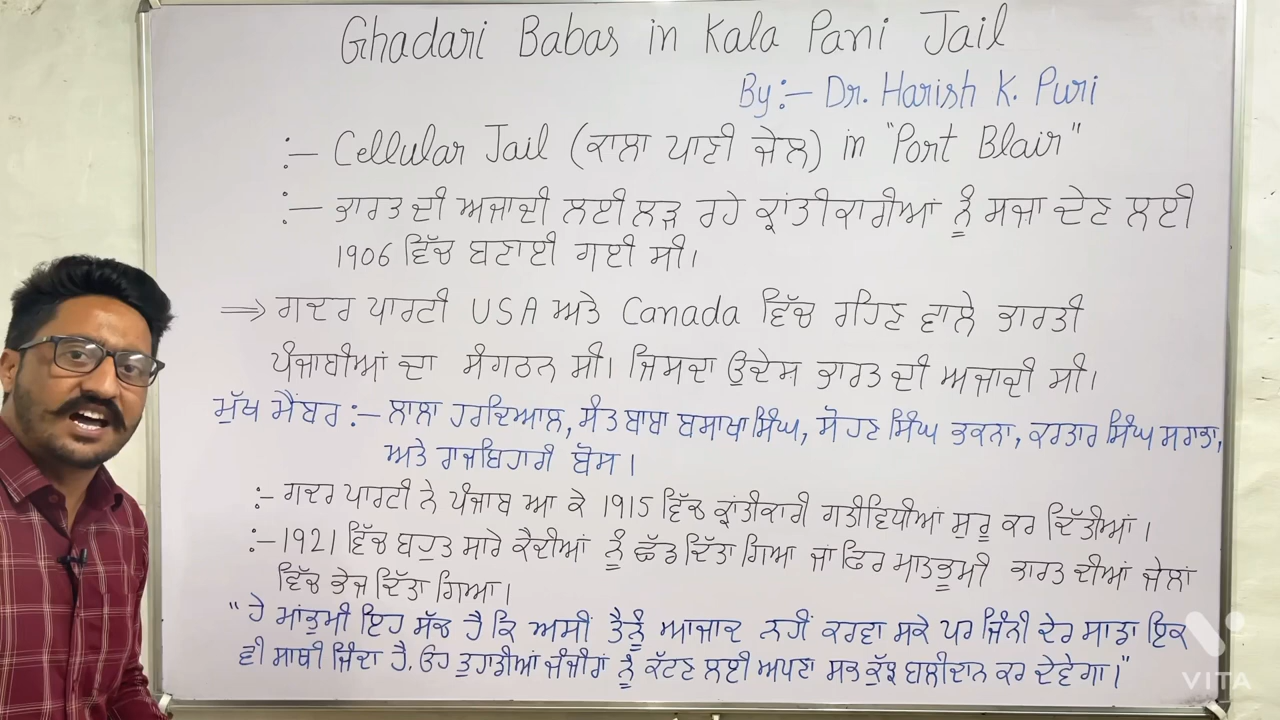 Ghadari Babas in Kala Pani Jail
By:- Dr. Harish K. Puri
:- Cellular Jail (ਕਾਲਾ ਪਾਣੀ ਜੇਲ) in "Port Blair"
:- ਭਾਰਤ ਦੀ ਅਜਾਦੀ ਲਈ ਲੜ ਰਹੇ ਕ੍ਰਾਂਤੀਕਾਰੀਆਂ ਨੂੰ ਸਜ਼ਾ ਦੇਣ ਲਈ
1906 ਵਿੱਚ ਬਣਾਈ ਗਈ ਸੀ।
⇒ ਗਦਰ ਪਾਰਟੀ USA ਅਤੇ Canada ਵਿੱਚ ਰਹਿਣ ਵਾਲੇ ਭਾਰਤੀ
ਪੰਜਾਬੀਆਂ ਦਾ ਸੰਗਠਨ ਸੀ। ਜਿਸਦਾ ਉਦੇਸ ਭਾਰਤ ਦੀ ਅਜਾਦੀ ਸੀ।
ਮੁੱਖ ਮੈਂਬਰ :- ਲਾਲਾ ਹਰਦਿਆਲ, ਸੰਤ ਬਾਬਾ ਬਸਾਖਾ ਸਿੰਘ, ਸੋਹਣ ਸਿੰਘ ਭਕਨਾ, ਕਰਤਾਰ ਸਿੰਘ ਸਰਾਭਾ,
ਅਤੇ ਰਾਜਬਿਹਾਰੀ ਬੋਸ।
:- ਗਦਰ ਪਾਰਟੀ ਨੇ ਪੰਜਾਬ ਆ ਕੇ 1915 ਵਿੱਚ ਕ੍ਰਾਂਤੀਕਾਰੀ ਗਤੀਵਿਧੀਆਂ ਸ਼ੁਰੂ ਕਰ ਦਿੱਤੀਆਂ।
:- 1921 ਵਿੱਚ ਬਹੁਤ ਸਾਰੇ ਕੈਦੀਆਂ ਨੂੰ ਛੱਡ ਦਿੱਤਾ ਗਿਆ ਜਾਂ ਫਿਰ ਮਾਤਭੂਮੀ ਭਾਰਤ ਦੀਆਂ ਜੇਲਾਂ
ਵਿੱਚ ਭੇਜ ਦਿੱਤਾ ਗਿਆ।
"ਹੇ ਮਾਂਭੂਮੀ ਇਹ ਸੱਚ ਹੈ ਕਿ ਅਸੀਂ ਤੈਨੂੰ ਆਜਾਦ ਨਹੀਂ ਕਰਵਾ ਸਕੇ ਪਰ ਜਿੰਨੀ ਦੇਰ ਸਾਡਾ ਇਕ
ਵੀ ਸਾਥੀ ਜਿੰਦਾ ਹੈ, ਉਹ ਤੁਹਾਡੀਆਂ ਜੰਜੀਰਾਂ ਨੂੰ ਕੱਟਣ ਲਈ ਅਪਣਾ ਸਭ ਕੁੱਝ ਬਲੀਦਾਨ ਕਰ ਦੇਵੇਗਾ।"
VITA